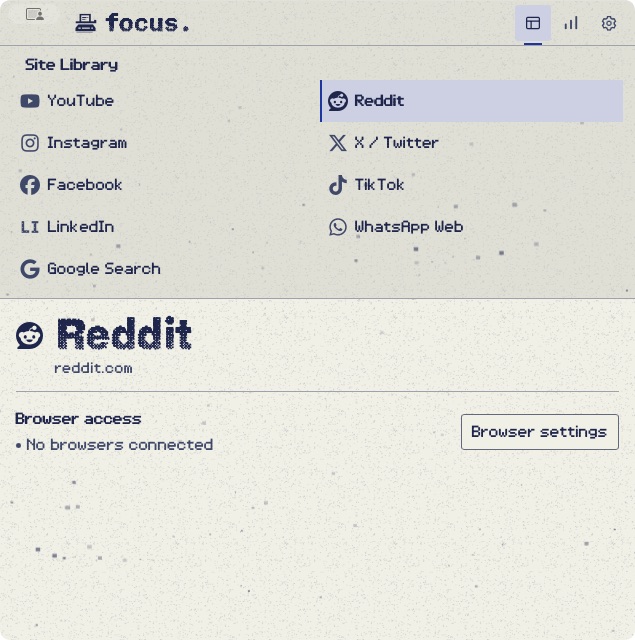 focus.
Site Library
YouTube
Reddit
Instagram
X / Twitter
Facebook
TikTok
LI LinkedIn
WhatsApp Web
Google Search
Reddit
reddit.com
Browser access
• No browsers connected
Browser settings